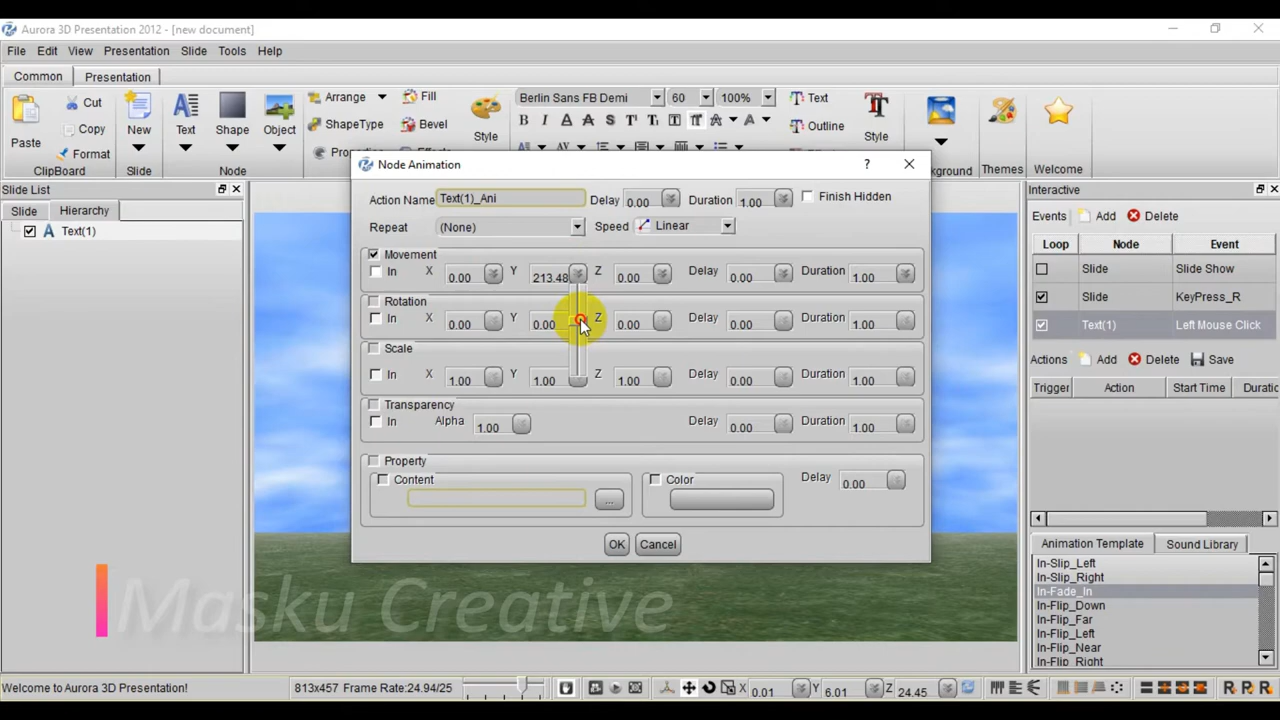 Aurora 3D Presentation 2012 - [new document]
File Edit View Presentation Slide Tools Help
Common Presentation
Paste Cut Copy Format ClipBoard
New Slide
Text Shape Object Node
Arrange Fill
ShapeType Bevel
Style
Berlin Sans FB Demi 60 100%
Text
Outline
Style
Themes
Welcome
Slide List
Slide Hierarchy
Text(1)
Node Animation
Action Name Text(1)_Ani Delay 0.00 Duration 1.00 Finish Hidden
Repeat (None) Speed Linear
Movement
In X 0.00 Y 213.48 Z 0.00 Delay 0.00 Duration 1.00
Rotation
In X 0.00 Y 0.00 Z 0.00 Delay 0.00 Duration 1.00
Scale
In X 1.00 Y 1.00 Z 1.00 Delay 0.00 Duration 1.00
Transparency
In Alpha 1.00 Delay 0.00 Duration 1.00
Property
Content ... Color Delay 0.00
OK Cancel
Interactive
Events Add Delete
Loop Node Event
Slide Slide Show
Slide KeyPress_R
Text(1) Left Mouse Click
Actions Add Delete Save
Trigger Action Start Time
Animation Template Sound Library
In-Slip_Left
In-Slip_Right
In-Fade_In
In-Flip_Down
In-Flip_Far
In-Flip_Left
In-Flip_Near
In-Flip_Right
Masku Creative
Welcome to Aurora 3D Presentation! 813x457 Frame Rate:24.94/25 X 0.01 Y 6.01 Z 24.45